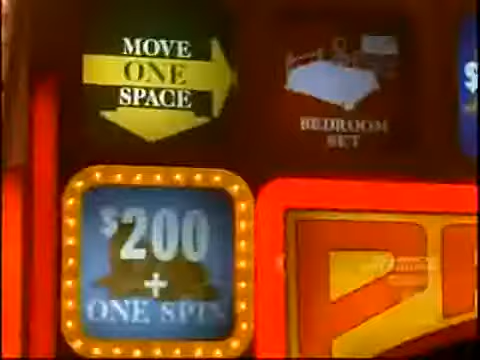 MOVE
ONE
SPACE
BEDROOM
SET
$
$200
+
ONE SPIN
P